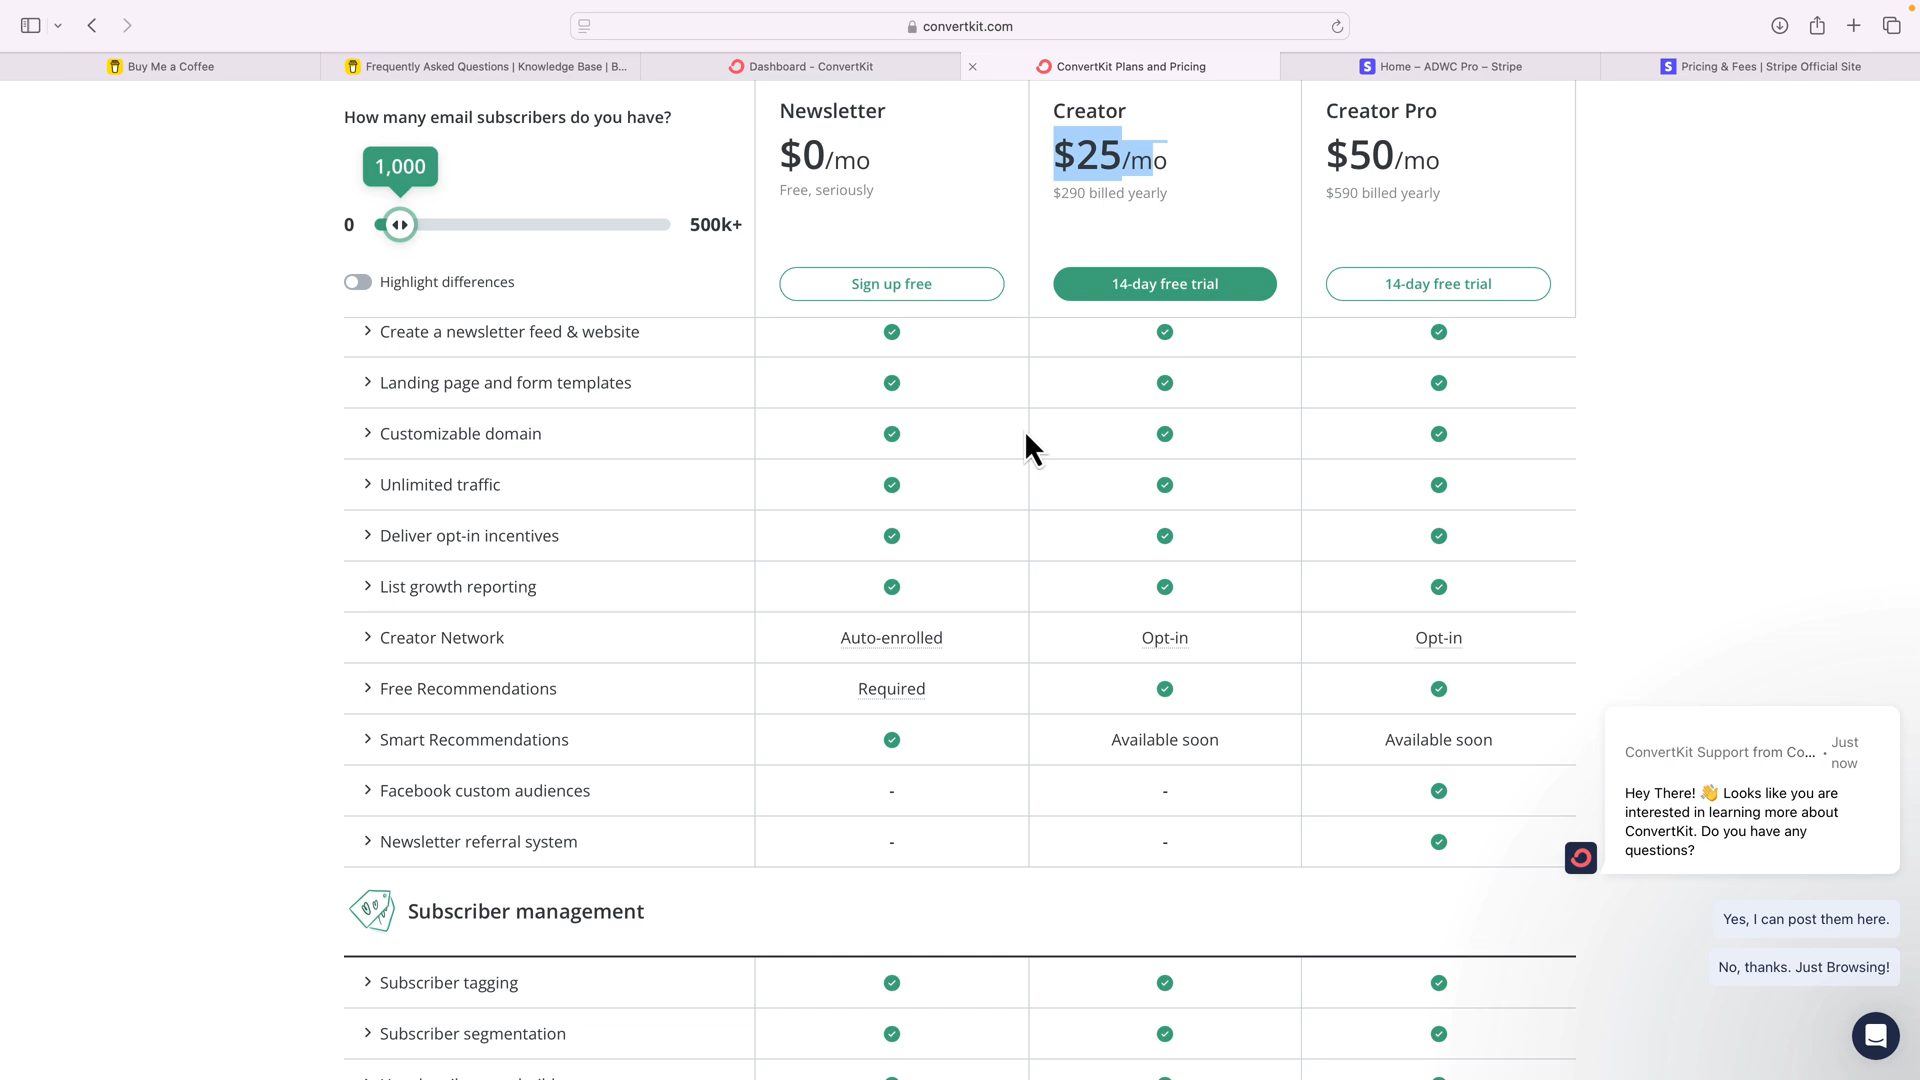 convertkit.com
Buy Me a Coffee
Frequently Asked Questions | Knowledge Base | B...
Dashboard - ConvertKit
ConvertKit Plans and Pricing
Home – ADWC Pro – Stripe
Pricing & Fees | Stripe Official Site
How many email subscribers do you have?
1,000
0
500k+
Highlight differences
Newsletter
$0/mo
Free, seriously
Sign up free
Creator
$25/mo
$290 billed yearly
14-day free trial
Creator Pro
$50/mo
$590 billed yearly
14-day free trial
Create a newsletter feed & website
Landing page and form templates
Customizable domain
Unlimited traffic
Deliver opt-in incentives
List growth reporting
Creator Network Auto-enrolled Opt-in Opt-in
Free Recommendations Required
Smart Recommendations Available soon Available soon
Facebook custom audiences - -
Newsletter referral system - -
Subscriber management
Subscriber tagging
Subscriber segmentation
ConvertKit Support from Co... · Just now
Hey There! 👋 Looks like you are
interested in learning more about
ConvertKit. Do you have any
questions?
Yes, I can post them here.
No, thanks. Just Browsing!